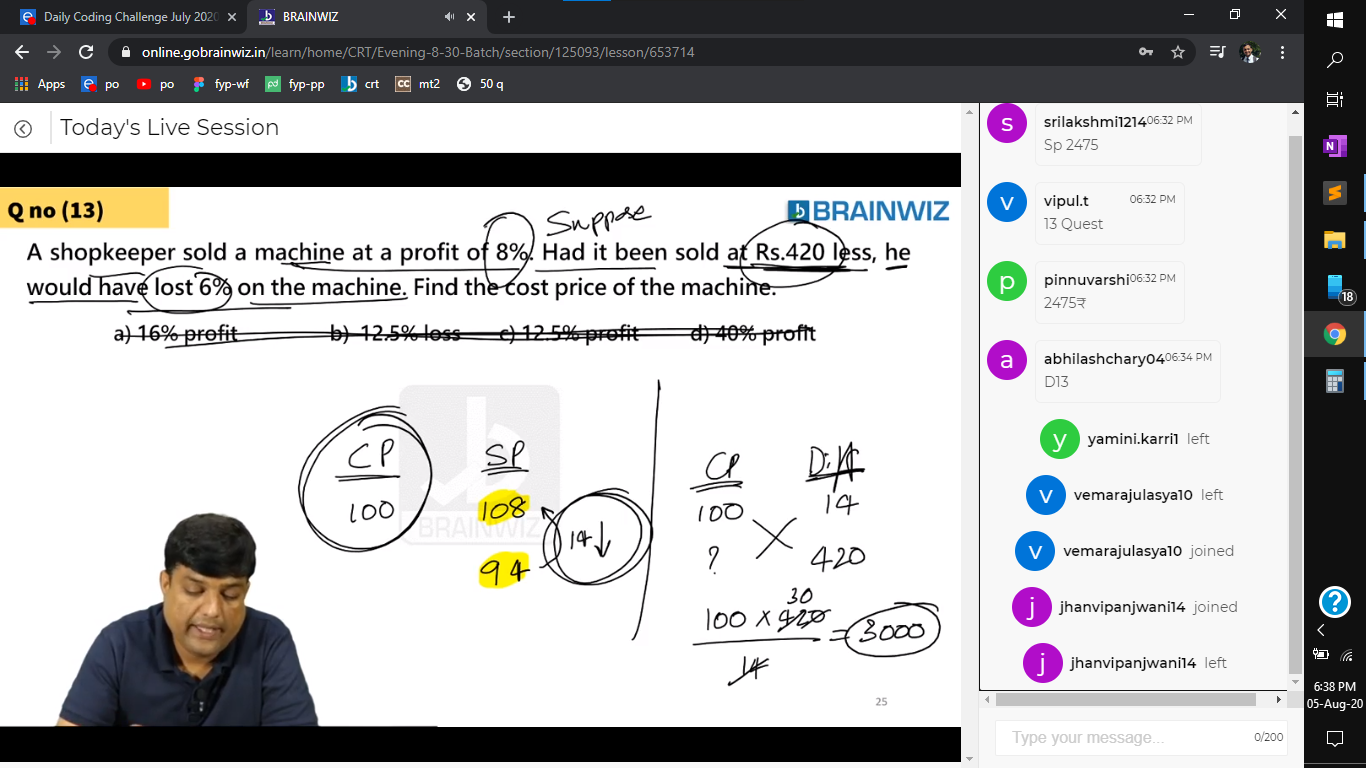 Daily Coding Challenge July 2020
BRAINWIZ
online.gobrainwiz.in/learn/home/CRT/Evening-8-30-Batch/section/125093/lesson/653714
Apps po po fyp-wf fyp-pp crt mt2 50 q
Today's Live Session
Q no (13)
BRAINWIZ
Suppose
A shopkeeper sold a machine at a profit of 8%. Had it been sold at Rs.420 less, he
would have lost 6% on the machine. Find the cost price of the machine.
a) 16% profit b) 12.5% loss c) 12.5% profit d) 40% profit
BRAINWIZ
CP SP
100 108
94
14
CP Diff
100 14
? 420
30
100 × 420 = 3000
14
25
s
srilakshmi1214 06:32 PM
Sp 2475
v
vipul.t 06:32 PM
13 Quest
p
pinnuvarshi 06:32 PM
2475₹
a
abhilashchary04 06:34 PM
D13
y yamini.karri1 left
v vemarajulasya10 left
v vemarajulasya10 joined
j jhanvipanjwani14 joined
j jhanvipanjwani14 left
Type your message... 0/200
N
18
?
6:38 PM
05-Aug-20